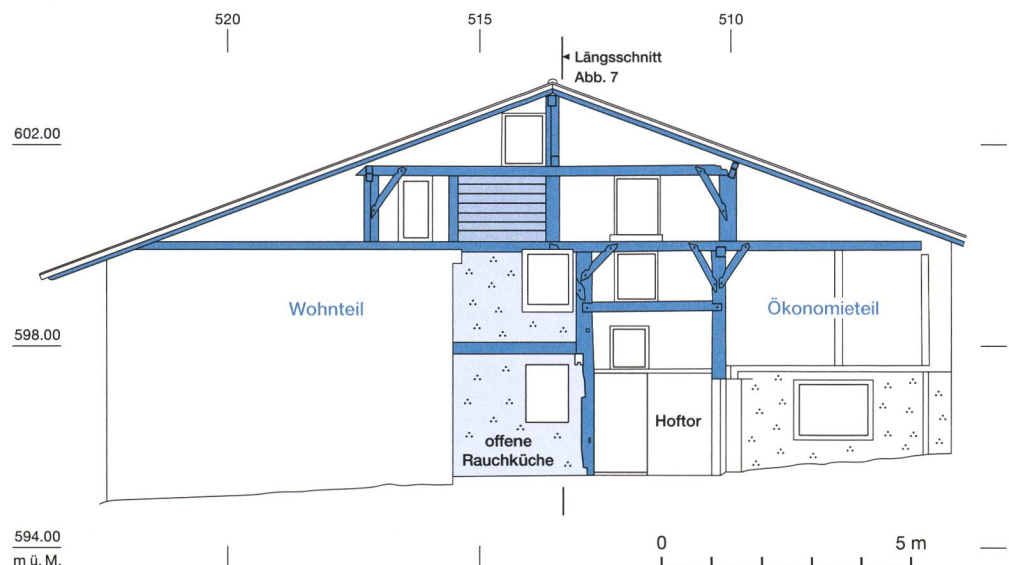 520
515
510
Längsschnitt
Abb. 7
602.00
Wohnteil
Ökonomieteil
598.00
Hoftor
offene
Rauchküche
594.00
m ü. M.
0
5 m